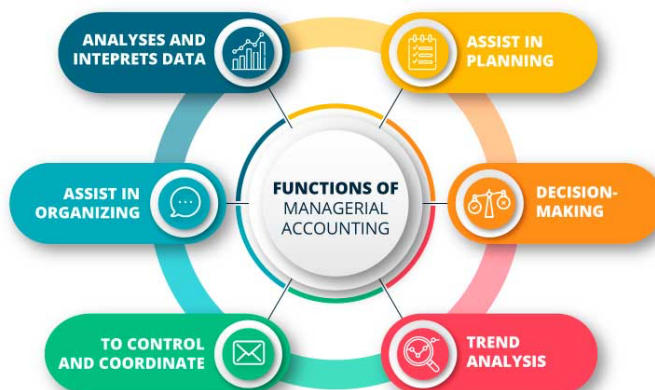 ANALYSES AND
INTEPRETS DATA
ASSIST IN
PLANNING
ASSIST IN
ORGANIZING
FUNCTIONS OF
MANAGERIAL
ACCOUNTING
DECISION-
MAKING
TO CONTROL
AND COORDINATE
TREND
ANALYSIS